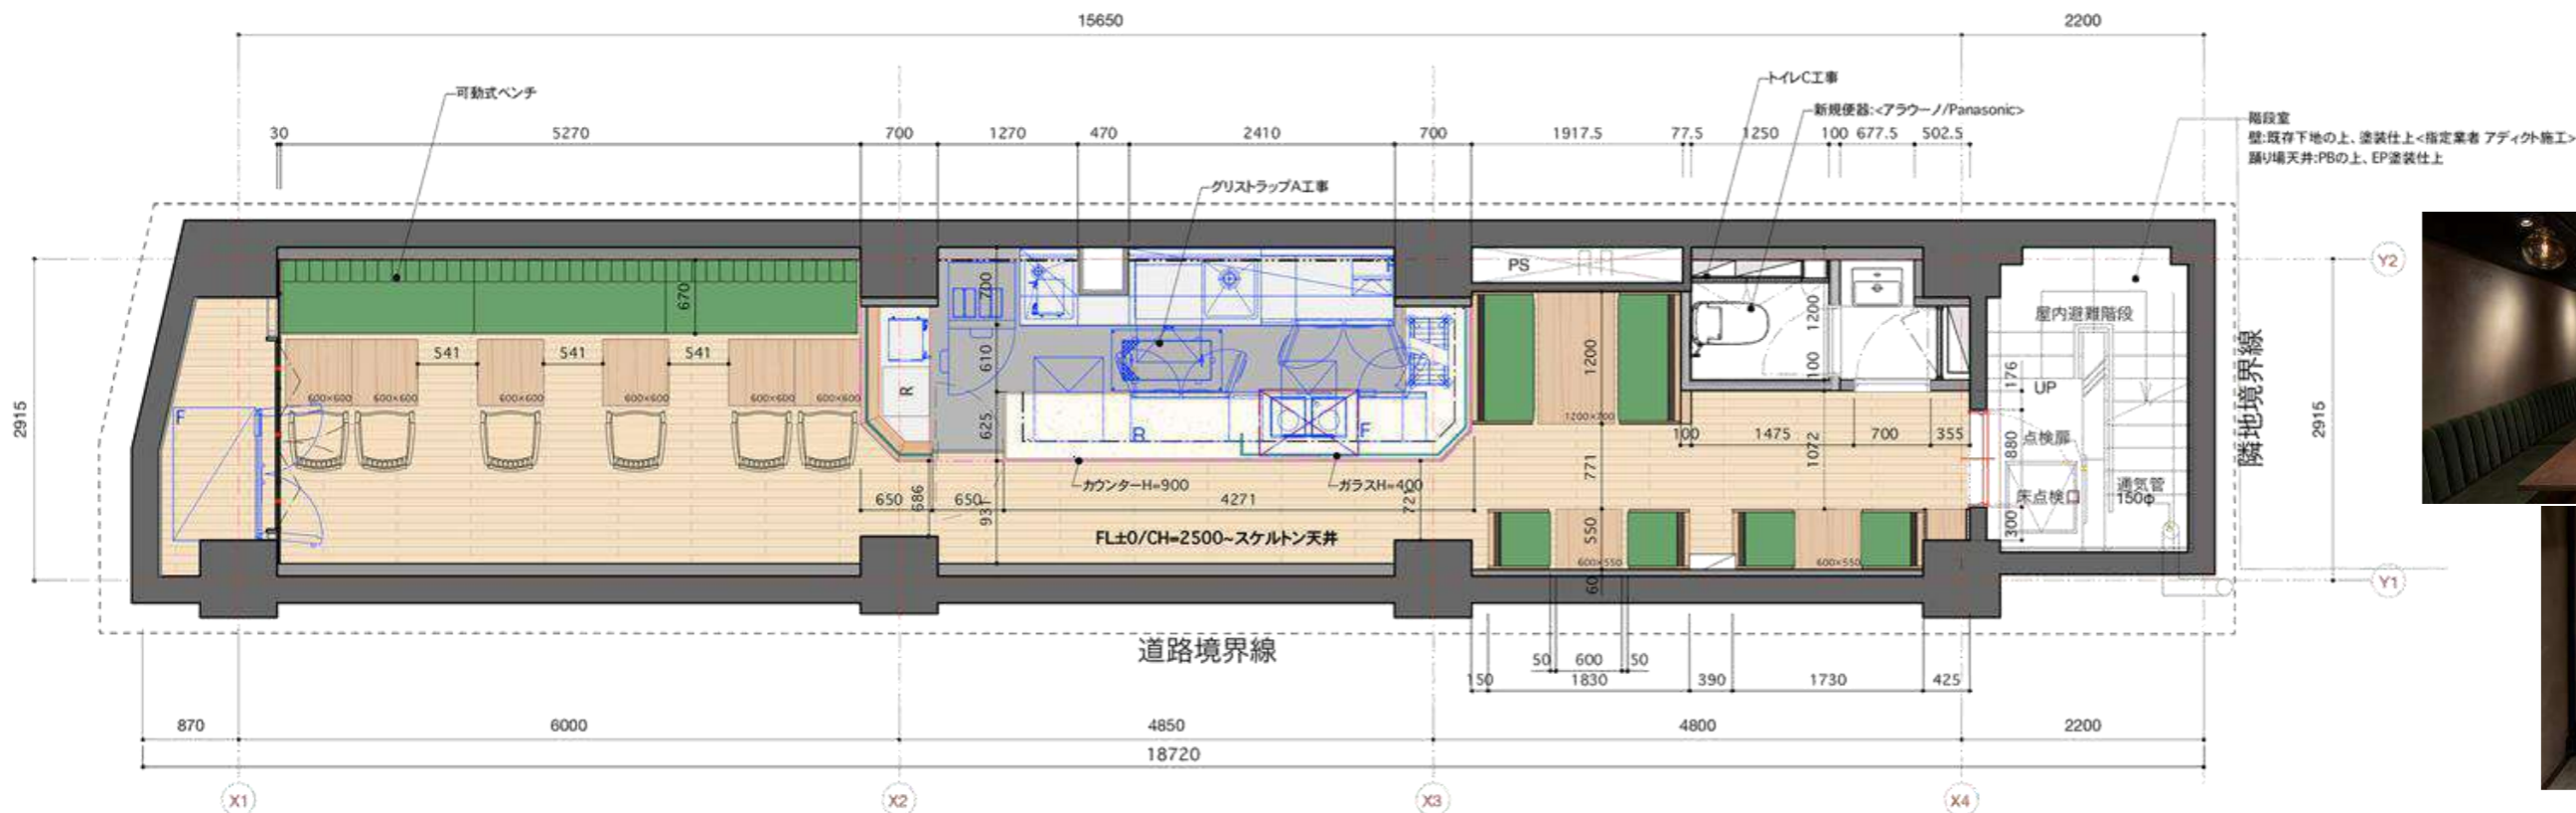 15650
2200
可動式ベンチ
トイレC工事
新規便器:<アラウーノ/Panasonic>
階段室
壁:既存下地の上、塗装仕上<指定業者 アディクト施工>
踊り場天井:PBの上、EP塗装仕上
30
5270
700
1270
470
2410
700
1917.5
77.5
1250
100
677.5
502.5
グリストラップA工事
PS
Y2
670
700
1200
屋内避難階段
541
541
541
610
1200
100
176
UP
R
600×600
600×600
600×600
600×600
600×600
600×600
2915
F
625
R
F
1200×700
100
1475
700
355
1072
880
点検扉
隣地境界線
2915
カウンターH=900
ガラスH=400
771
650
686
650
931
4271
721
床点検口
通気管
150φ
300
FL±0/CH=2500~スケルトン天井
550
600×550
600×550
60
Y1
道路境界線
50
600
50
150
1830
390
1730
425
870
6000
4850
4800
2200
18720
X1
X2
X3
X4